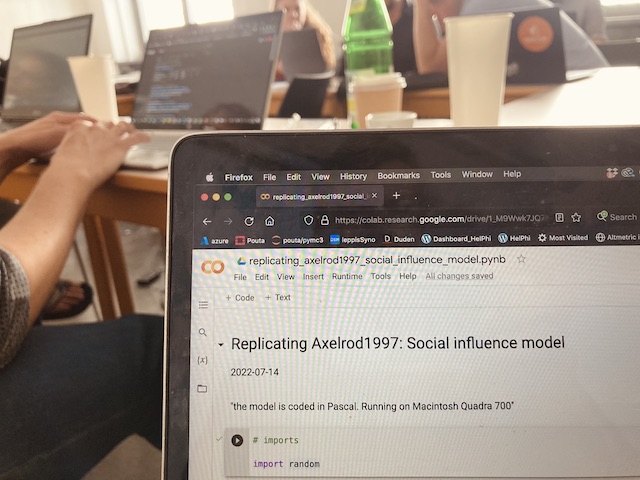 Firefox File Edit View History Bookmarks Tools Window Help
replicating_axelrod1997_social_i
https://colab.research.google.com/drive/1_M9Wwk7JQ Search
azure Pouta pouta/pymc3 leppisSyno Duden Dashboard_HelPhi HelPhi Most Visited Altmetric
replicating_axelrod1997_social_influence_model.pynb
File Edit View Insert Runtime Tools Help All changes saved
+ Code + Text
Replicating Axelrod1997: Social influence model
2022-07-14
"the model is coded in Pascal. Running on Macintosh Quadra 700"
# imports
import random